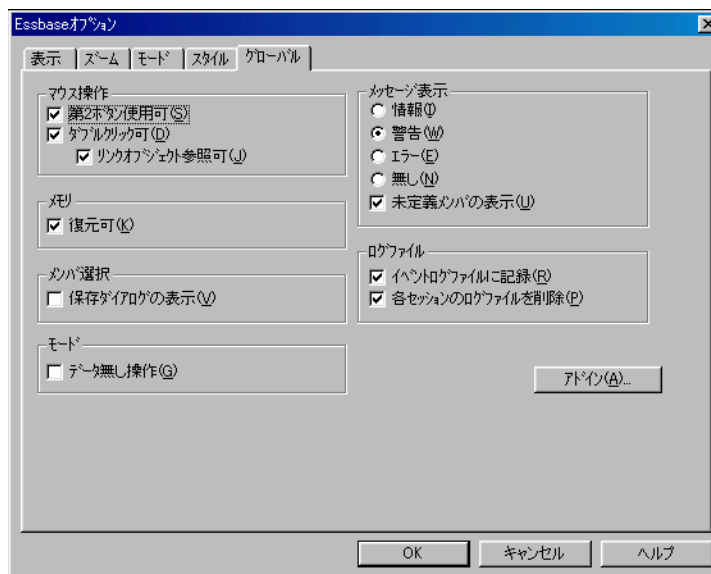 Essbaseｵﾌﾟｼｮﾝ
表示 ｽﾞｰﾑ ﾓｰﾄﾞ ｽﾀｲﾙ ｸﾞﾛｰﾊﾞﾙ
ﾏｳｽ操作
第2ﾎﾞﾀﾝ使用可(S)
ﾀﾞﾌﾞﾙｸﾘｯｸ可(D)
ﾘﾝｸｵﾌﾞｼﾞｪｸﾄ参照可(J)
ﾒﾓﾘ
復元可(K)
ﾒﾝﾊﾞ選択
保存ﾀﾞｲｱﾛｸﾞの表示(V)
ﾓｰﾄﾞ
ﾃﾞｰﾀ無し操作(G)
ﾒｯｾｰｼﾞ表示
情報(I)
警告(W)
ｴﾗｰ(E)
無し(N)
未定義ﾒﾝﾊﾞの表示(U)
ﾛｸﾞﾌｧｲﾙ
ｲﾍﾞﾝﾄﾛｸﾞﾌｧｲﾙに記録(R)
各ｾｯｼｮﾝのﾛｸﾞﾌｧｲﾙを削除(P)
ｱﾄﾞｲﾝ(A)...
OK キャンセル ヘルプ